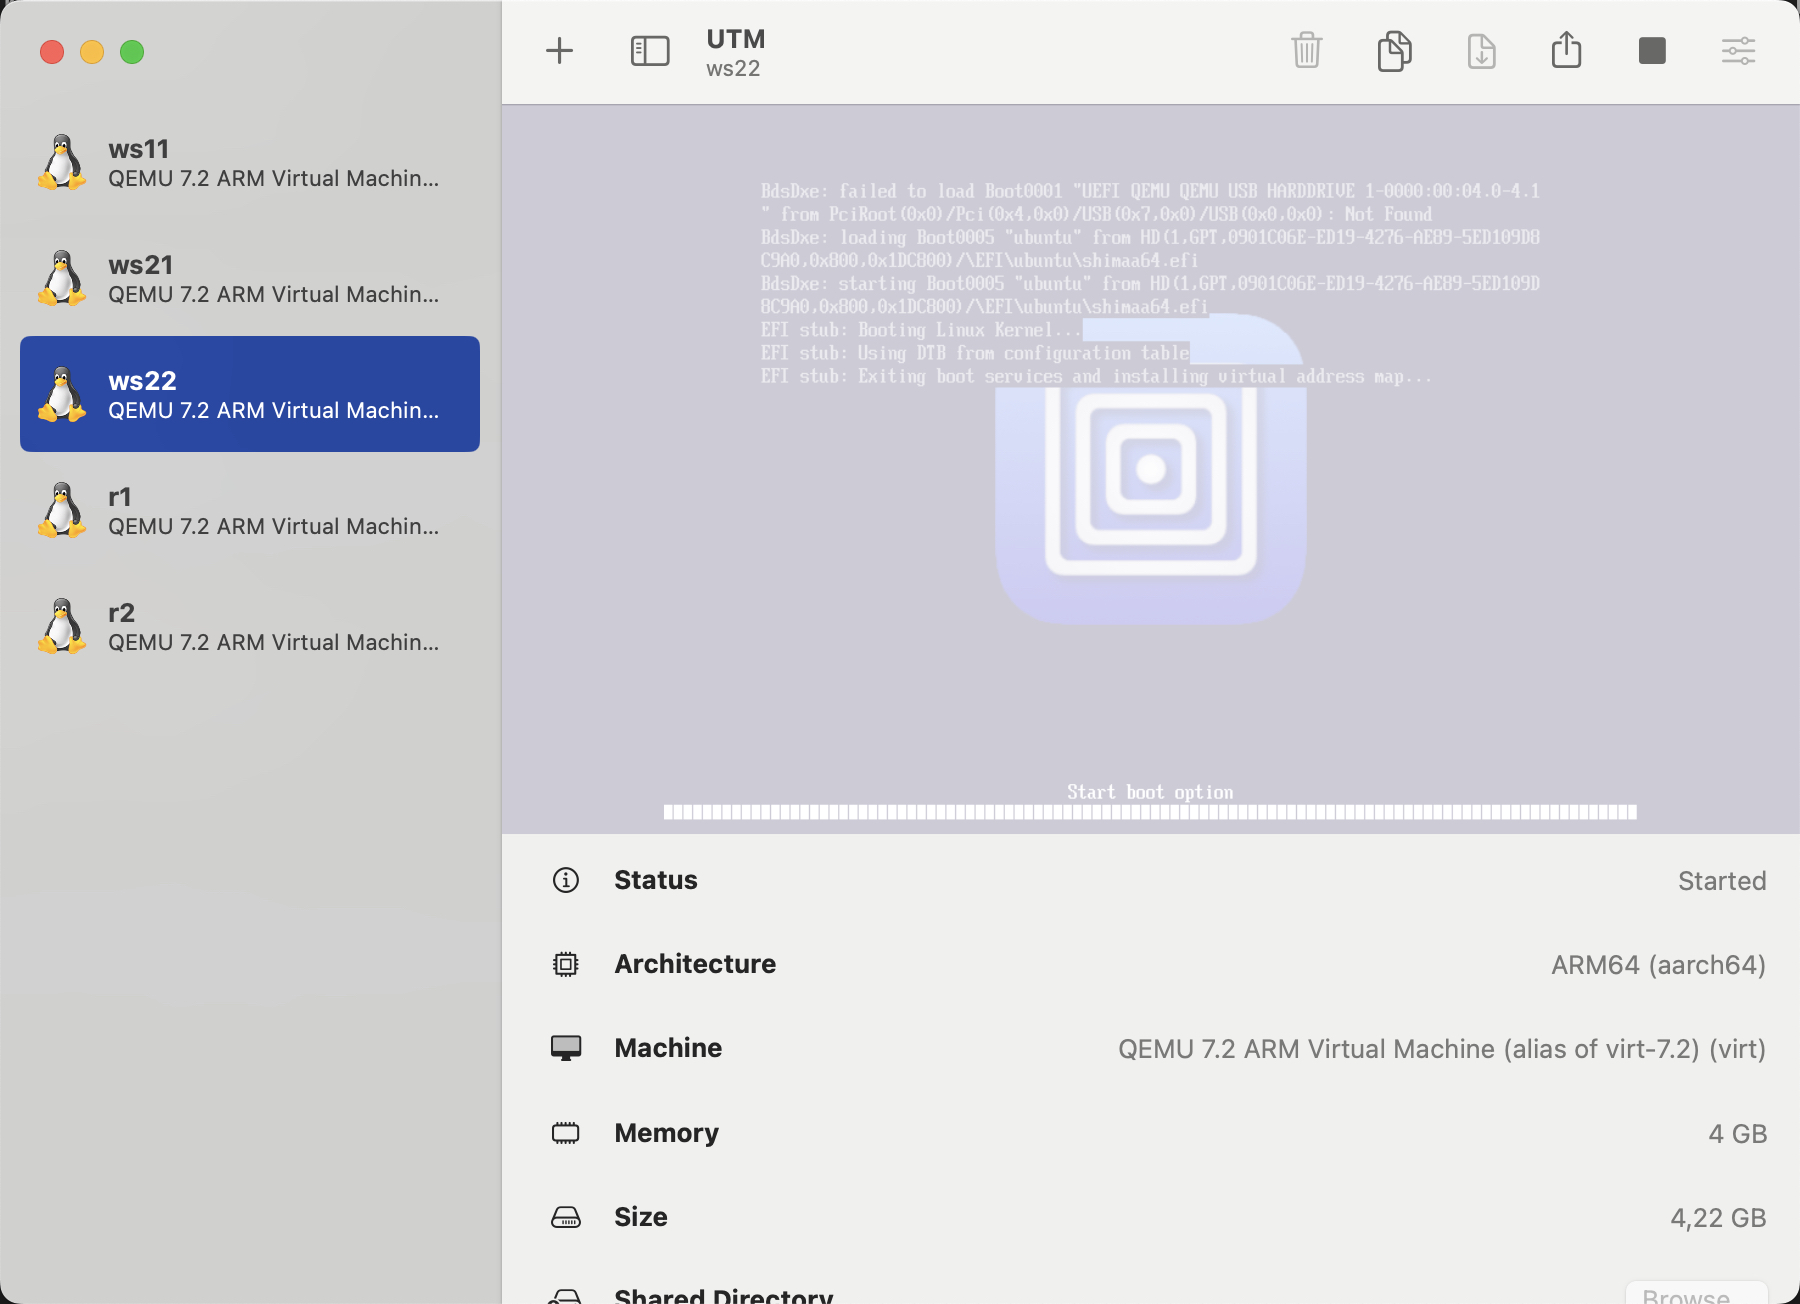 UTM
ws22
ws11
QEMU 7.2 ARM Virtual Machin...
ws21
QEMU 7.2 ARM Virtual Machin...
ws22
QEMU 7.2 ARM Virtual Machin...
r1
QEMU 7.2 ARM Virtual Machin...
r2
QEMU 7.2 ARM Virtual Machin...
BdsDxe: failed to load Boot0001 "UEFI QEMU QEMU USB HARDDRIVE 1-0000:00:04.0-4.1
" from PciRoot(0x0)/Pci(0x4,0x0)/USB(0x7,0x0)/USB(0x0,0x0): Not Found
BdsDxe: loading Boot0005 "ubuntu" from HD(1,GPT,0901C06E-ED19-4276-AE89-5ED109D8
C9A0,0x800,0x1DC800)/\EFI\ubuntu\shimaa64.efi
BdsDxe: starting Boot0005 "ubuntu" from HD(1,GPT,0901C06E-ED19-4276-AE89-5ED109D
8C9A0,0x800,0x1DC800)/\EFI\ubuntu\shimaa64.efi
EFI stub: Booting Linux Kernel...
EFI stub: Using DTB from configuration table
EFI stub: Exiting boot services and installing virtual address map...
Start boot option
Status
Started
Architecture
ARM64 (aarch64)
Machine
QEMU 7.2 ARM Virtual Machine (alias of virt-7.2) (virt)
Memory
4 GB
Size
4,22 GB
Shared Directory
Browse...